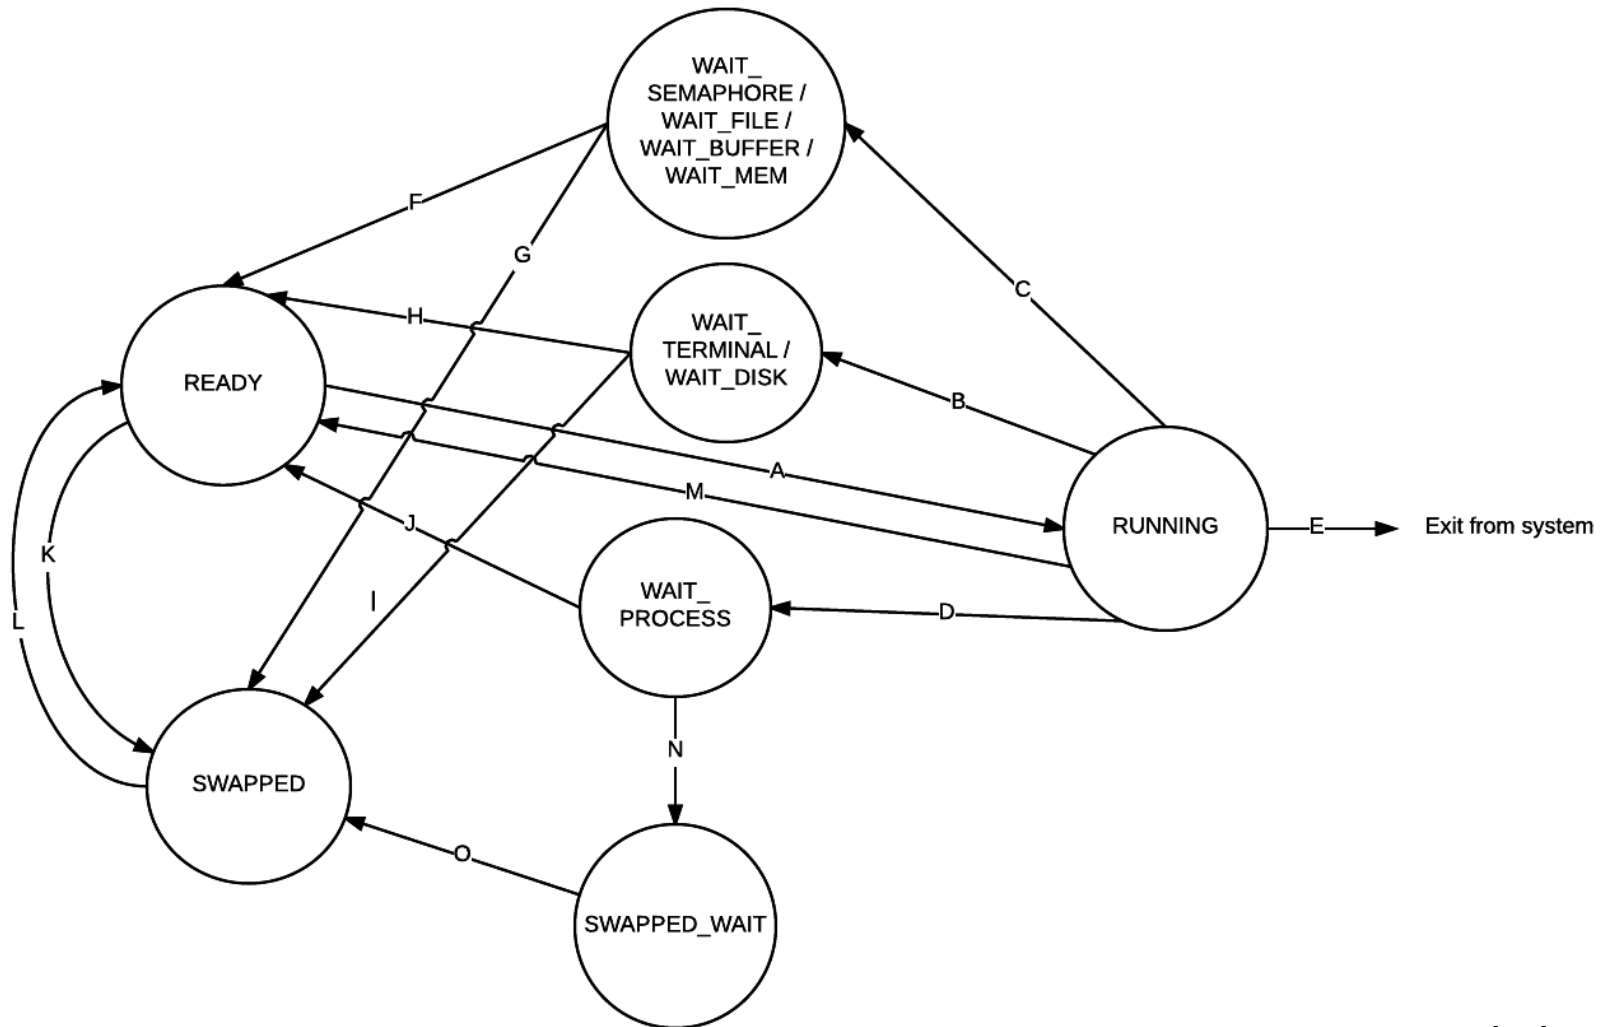 WAIT_
SEMAPHORE /
WAIT_FILE /
WAIT_BUFFER /
WAIT_MEM
F
G
C
H
WAIT_
TERMINAL /
WAIT_DISK
READY
B
A
M
J
RUNNING
E
Exit from system
K
I
L
WAIT_
PROCESS
D
N
SWAPPED
O
SWAPPED_WAIT